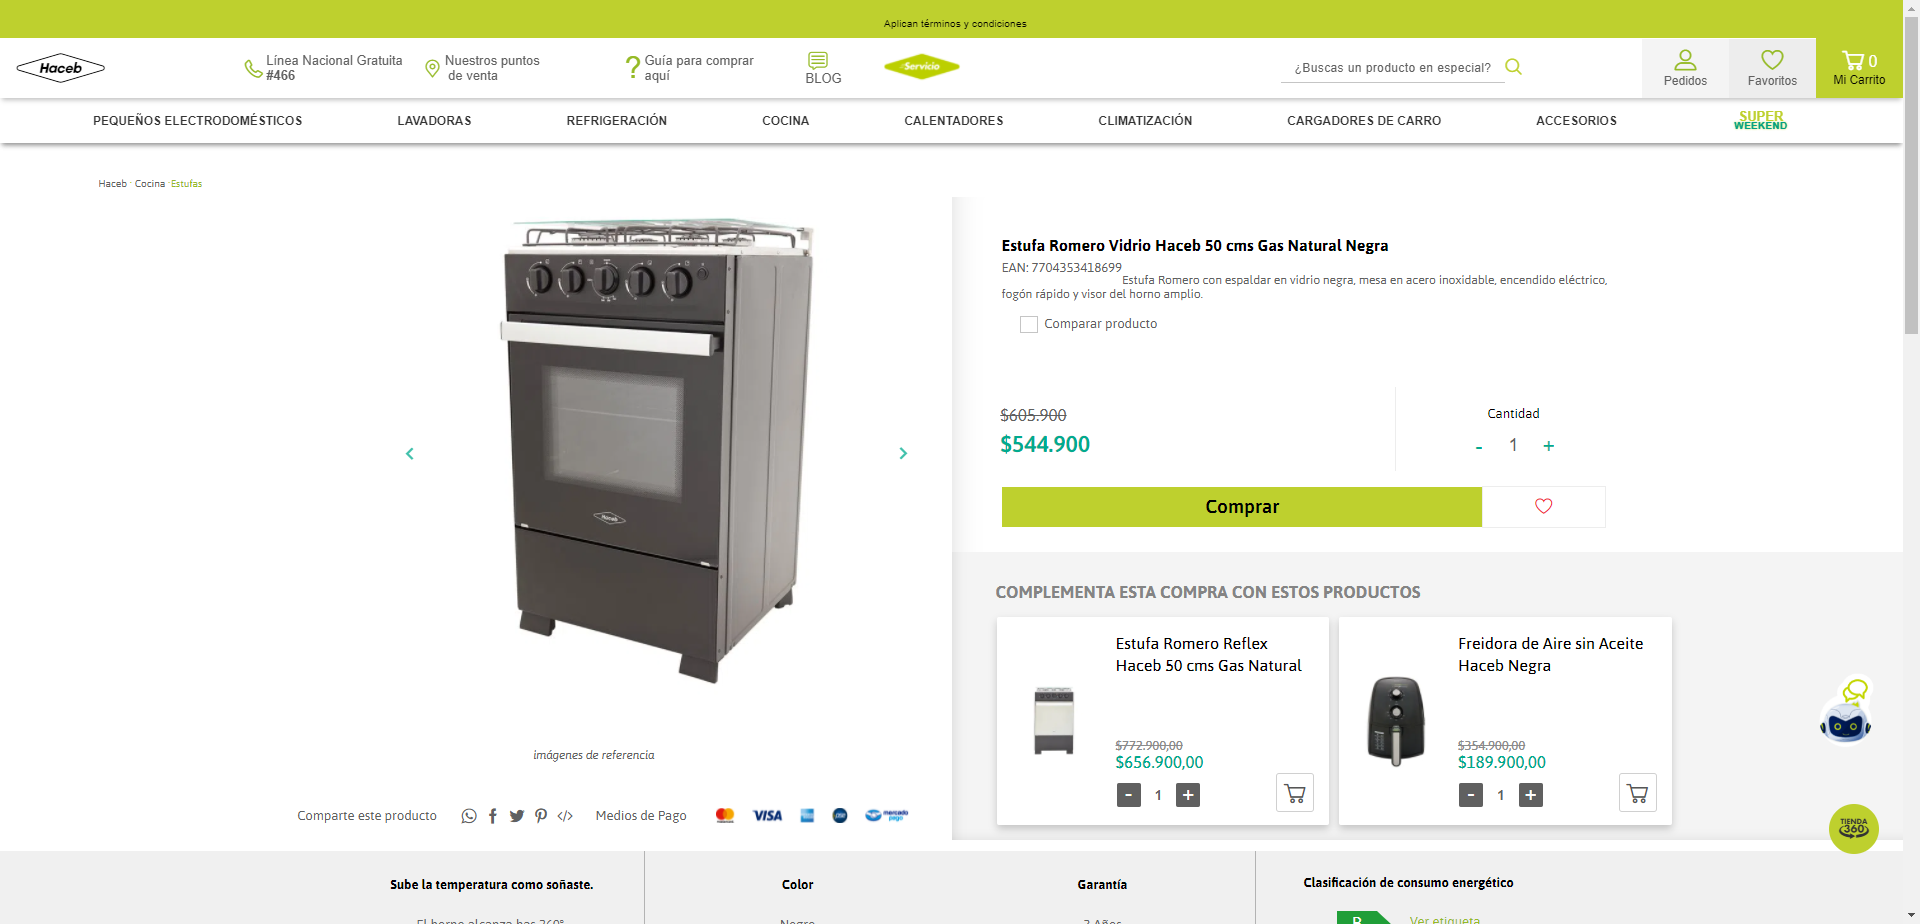 Aplican términos y condiciones
Haceb
Línea Nacional Gratuita
#466
Nuestros puntos
de venta
Guía para comprar
aquí
BLOG
Servicio
¿Buscas un producto en especial?
Pedidos
Favoritos
0
Mi Carrito
PEQUEÑOS ELECTRODOMÉSTICOS
LAVADORAS
REFRIGERACIÓN
COCINA
CALENTADORES
CLIMATIZACIÓN
CARGADORES DE CARRO
ACCESORIOS
SUPER
WEEKEND
Haceb · Cocina · Estufas
Estufa Romero Vidrio Haceb 50 cms Gas Natural Negra
EAN: 7704353418699
Estufa Romero con espaldar en vidrio negra, mesa en acero inoxidable, encendido eléctrico,
fogón rápido y visor del horno amplio.
Comparar producto
$605.900
$544.900
Cantidad
- 1 +
Comprar
Haceb
imágenes de referencia
Comparte este producto
Medios de Pago
VISA
mercado
pago
COMPLEMENTA ESTA COMPRA CON ESTOS PRODUCTOS
Estufa Romero Reflex
Haceb 50 cms Gas Natural
$772.900,00
$656.900,00
- 1 +
Freidora de Aire sin Aceite
Haceb Negra
$354.900,00
$189.900,00
- 1 +
TIENDA
360
Sube la temperatura como soñaste.
Color
Garantía
Clasificación de consumo energético
El horno alcanza has 260°
Negro
2 Años
B
Ver etiqueta